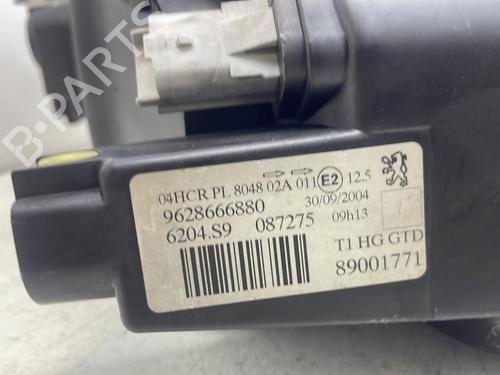 04HCR PL 8048 02A 011 E2 12.5
9628666880 30/09/2004
6204.S9 087275 09h13
T1 HG GTD
89001771
B-PARTS